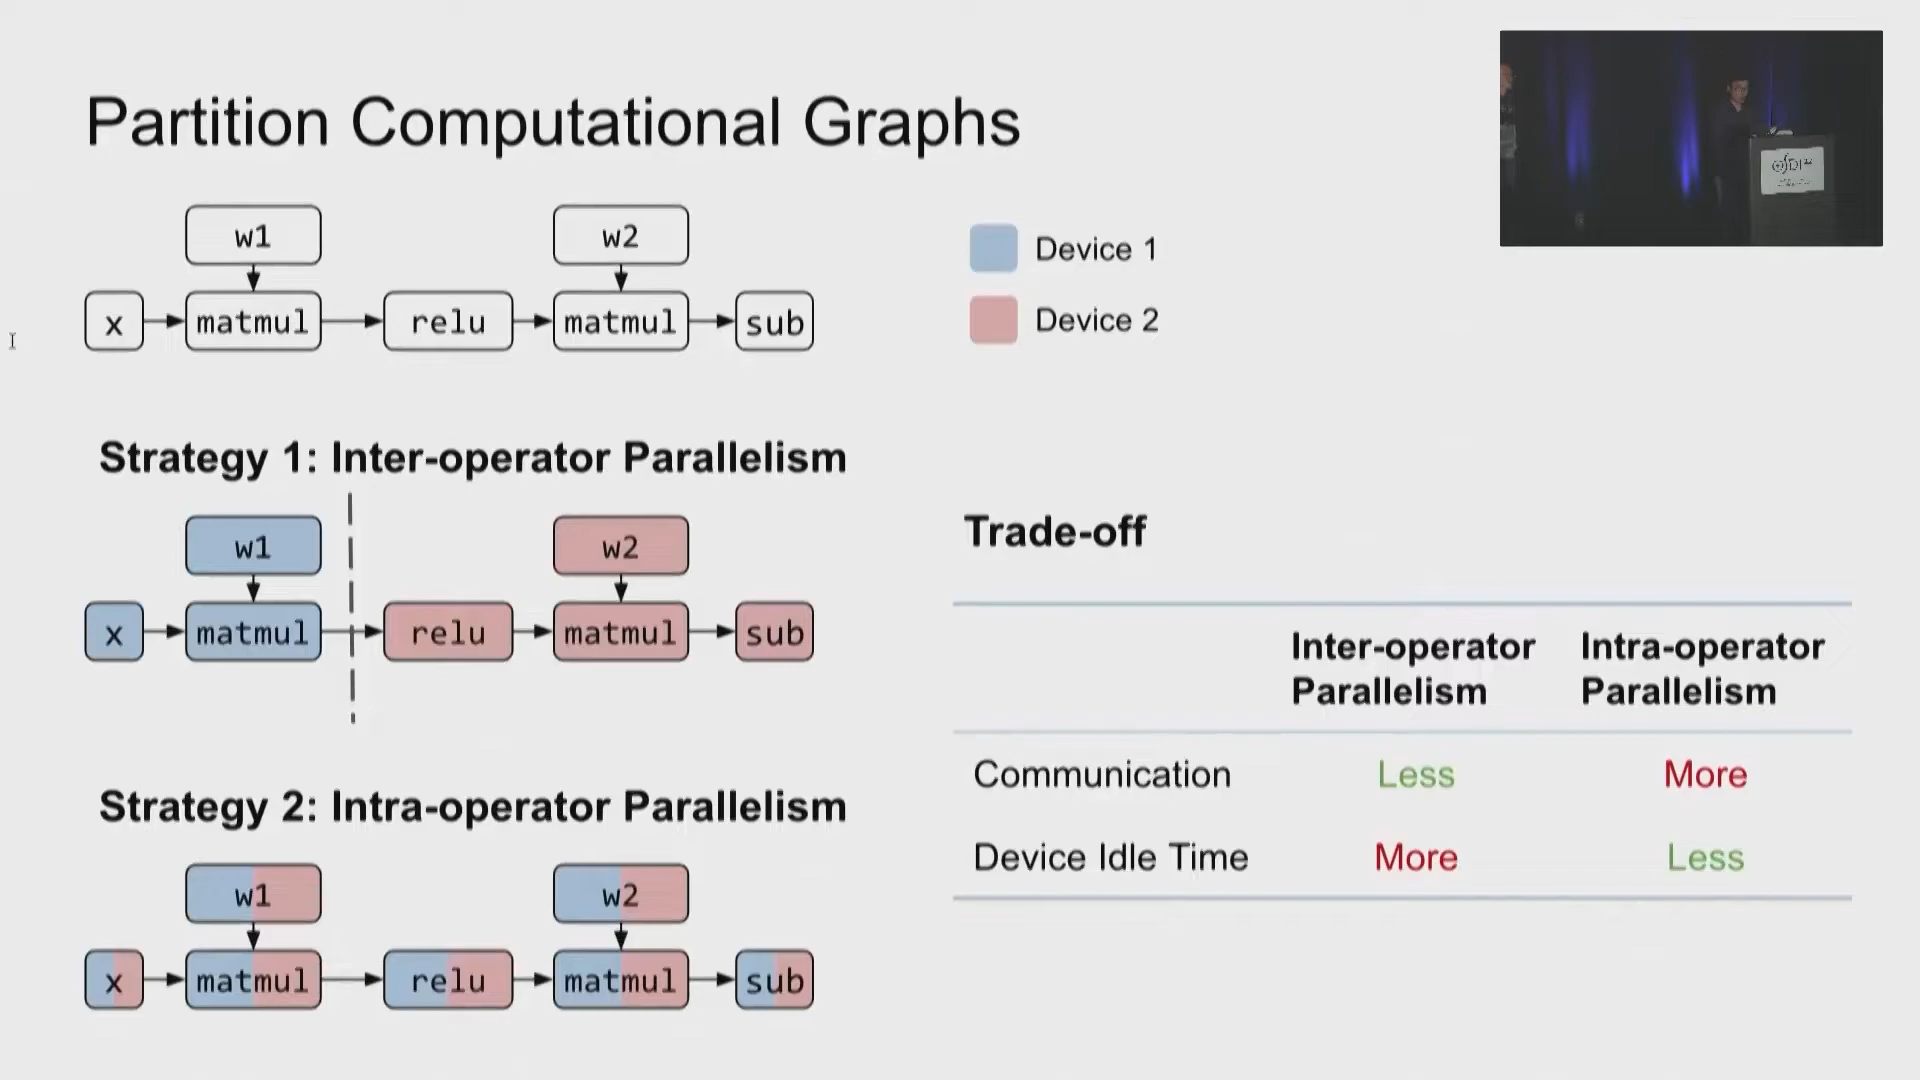 Partition Computational Graphs
w1
w2
x
matmul
relu
matmul
sub
Device 1
Device 2
Strategy 1: Inter-operator Parallelism
w1
w2
x
matmul
relu
matmul
sub
Strategy 2: Intra-operator Parallelism
w1
w2
x
matmul
relu
matmul
sub
Trade-off
Inter-operator Parallelism
Intra-operator Parallelism
Communication
Less
More
Device Idle Time
More
Less